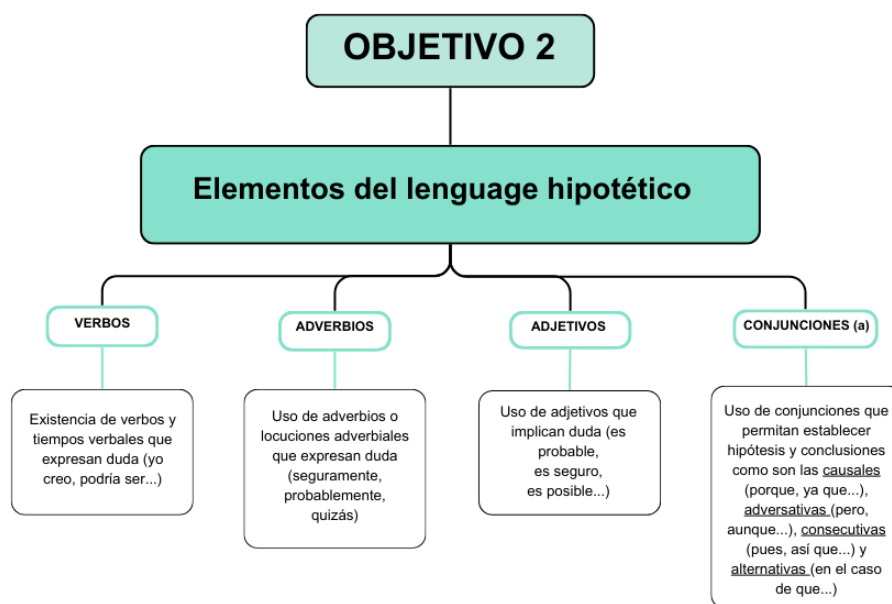 OBJETIVO 2
Elementos del lenguage hipotético
VERBOS
Existencia de verbos y
tiempos verbales que
expresan duda (yo
creo, podría ser...)
ADVERBIOS
Uso de adverbios o
locuciones adverbiales
que expresan duda
(seguramente,
probablemente,
quizás)
ADJETIVOS
Uso de adjetivos que
implican duda (es
probable,
es seguro,
es posible...)
CONJUNCIONES (a)
Uso de conjunciones que
permitan establecer
hipótesis y conclusiones
como son las causales
(porque, ya que...),
adversativas (pero,
aunque...), consecutivas
(pues, así que...) y
alternativas (en el caso
de que...)